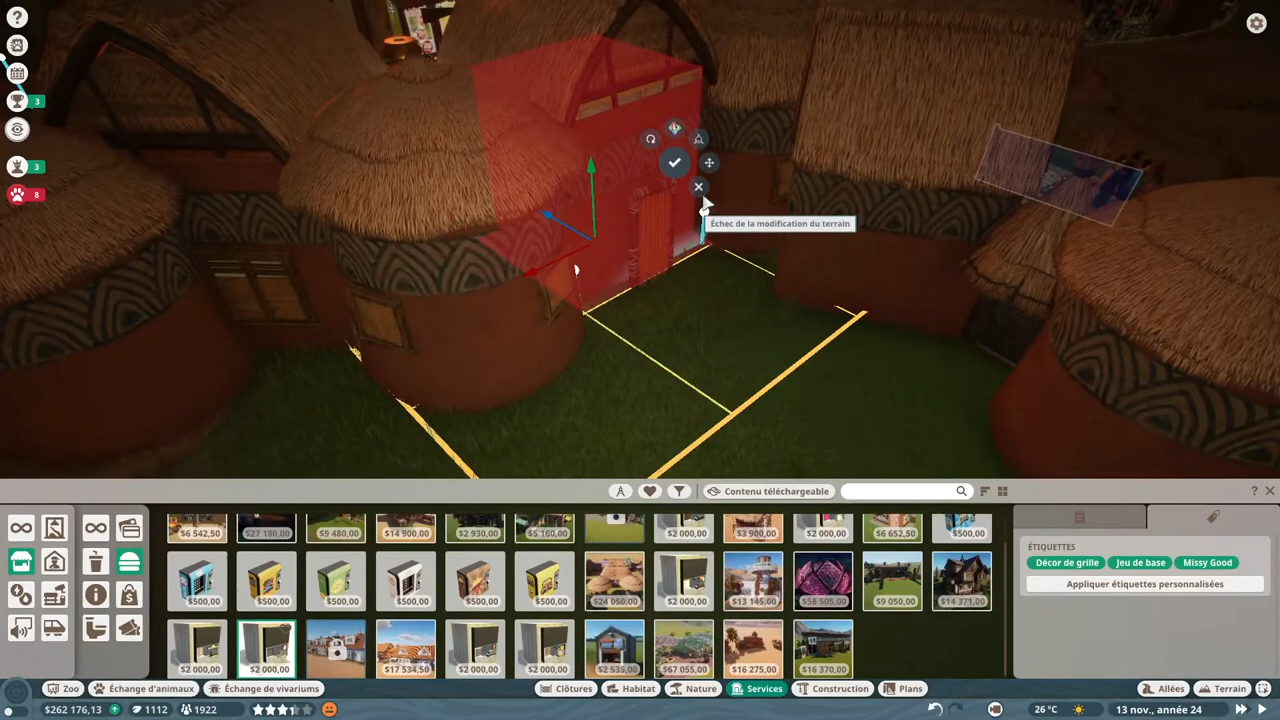 ?
3
3
8
Échec de la modification du terrain
Contenu téléchargeable
? ×
$6 542,50 $27 180,00 $9 480,00 $14 900,00 $2 930,00 $5 160,00 $2 000,00 $3 900,00 $2 000,00 $6 652,50 $500,00
$500,00 $500,00 $500,00 $500,00 $500,00 $500,00 $24 050,00 $2 000,00 $13 145,00 $58 505,00 $9 050,00 $14 371,00
$2 000,00 $2 000,00 $17 534,50 $2 000,00 $2 000,00 $2 535,00 $67 055,00 $16 275,00 $16 370,00
ÉTIQUETTES
Décor de grille Jeu de base Missy Good
Appliquer étiquettes personnalisées
Zoo Échange d'animaux Échange de vivariums Clôtures Habitat Nature Services Construction Plans Allées Terrain
$262 176,13 1112 1922 26 °C 13 nov., année 24